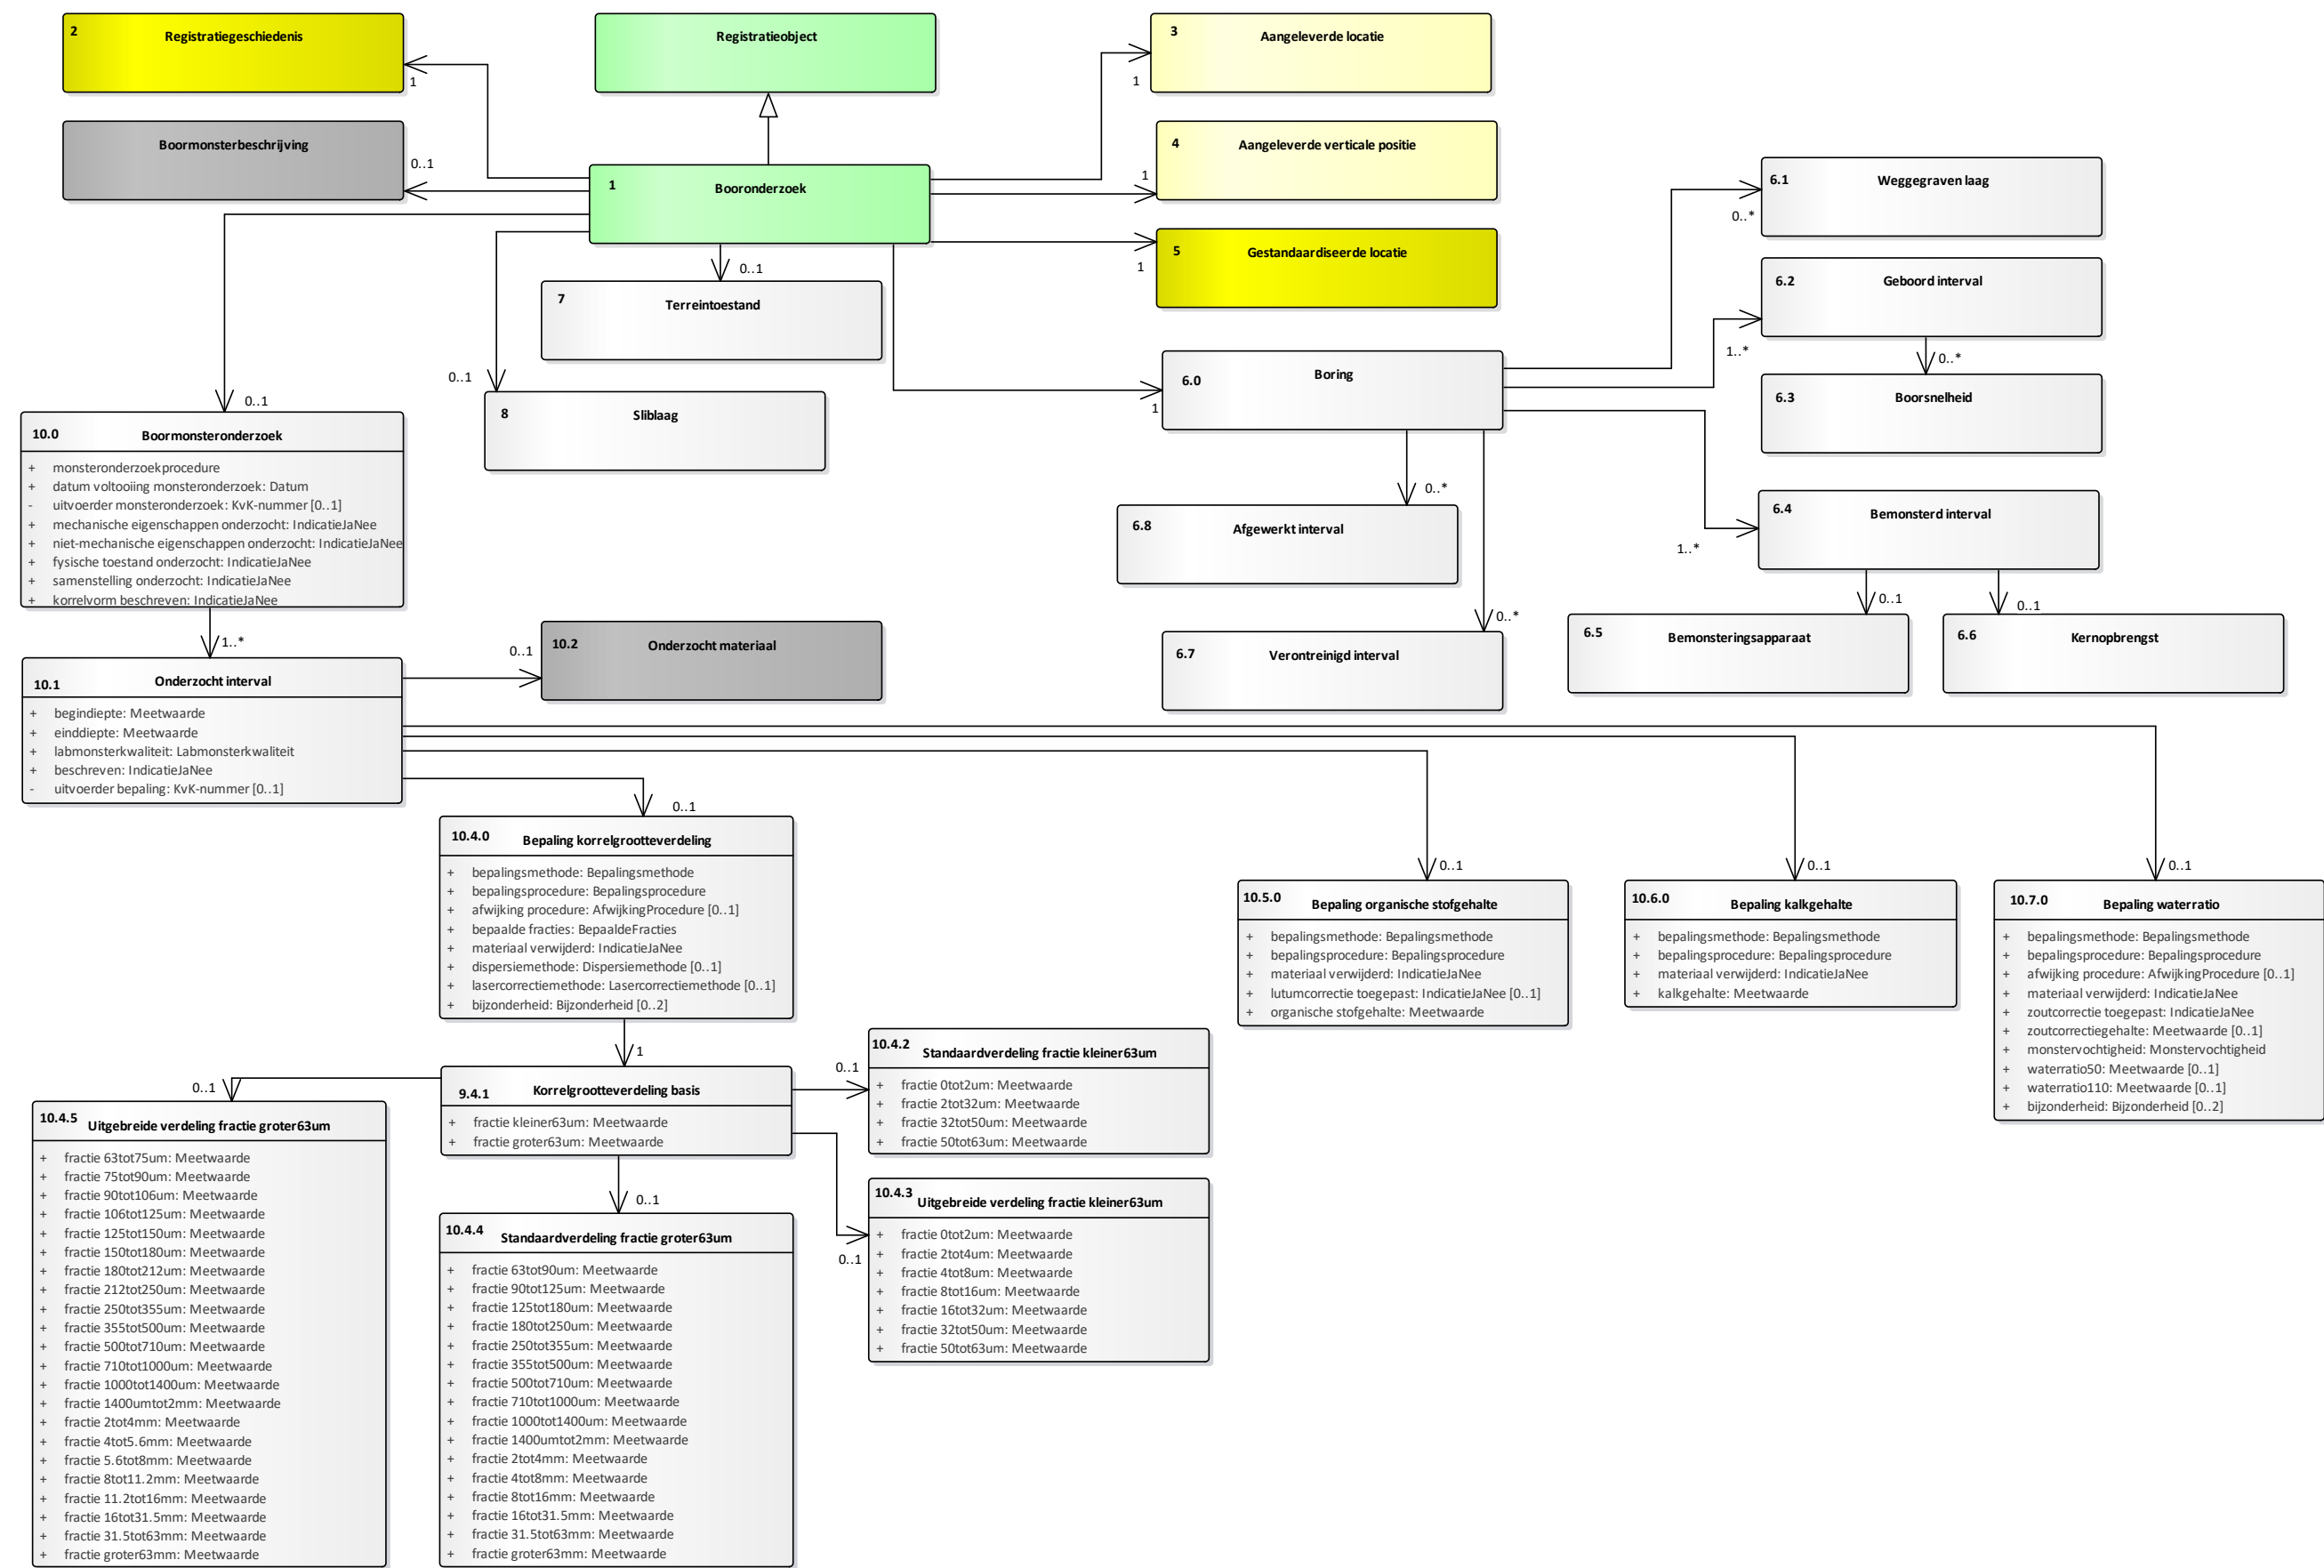 2
Registratiegeschiedenis
1
Registratieobject
3
Aangeleverde locatie
1
Boormonsterbeschrijving
0..1
1
Booronderzoek
4
Aangeleverde verticale positie
1
5
Gestandaardiseerde locatie
1
6.1
Weggegraven laag
0..*
6.2
Geboord interval
1..*
0..*
6.3
Boorsnelheid
7
Terreintoestand
0..1
8
Sliblaag
0..1
6.0
Boring
1
6.4
Bemonsterd interval
1..*
0..1
0..1
6.5
Bemonsteringsapparaat
6.6
Kernopbrengst
6.8
Afgewerkt interval
0..*
6.7
Verontreinigd interval
0..*
0..1
10.0
Boormonsteronderzoek
+ monsteronderzoekprocedure
+ datum voltooiing monsteronderzoek: Datum
- uitvoerder monsteronderzoek: KvK-nummer [0..1]
+ mechanische eigenschappen onderzocht: IndicatieJaNee
+ niet-mechanische eigenschappen onderzocht: IndicatieJaNee
+ fysische toestand onderzocht: IndicatieJaNee
+ samenstelling onderzocht: IndicatieJaNee
+ korrelvorm beschreven: IndicatieJaNee
1..*
10.1
Onderzocht interval
+ begindiepte: Meetwaarde
+ einddiepte: Meetwaarde
+ labmonsterkwaliteit: Labmonsterkwaliteit
+ beschreven: IndicatieJaNee
- uitvoerder bepaling: KvK-nummer [0..1]
0..1
10.2
Onderzocht materiaal
0..1
10.4.0
Bepaling korrelgrootteverdeling
+ bepalingsmethode: Bepalingsmethode
+ bepalingsprocedure: Bepalingsprocedure
+ afwijking procedure: AfwijkingProcedure [0..1]
+ bepaalde fracties: BepaaldeFracties
+ materiaal verwijderd: IndicatieJaNee
+ dispersiemethode: Dispersiemethode [0..1]
+ lasercorrectiemethode: Lasercorrectiemethode [0..1]
+ bijzonderheid: Bijzonderheid [0..2]
1
0..1
10.5.0
Bepaling organische stofgehalte
+ bepalingsmethode: Bepalingsmethode
+ bepalingsprocedure: Bepalingsprocedure
+ materiaal verwijderd: IndicatieJaNee
+ lutumcorrectie toegepast: IndicatieJaNee [0..1]
+ organische stofgehalte: Meetwaarde
0..1
10.6.0
Bepaling kalkgehalte
+ bepalingsmethode: Bepalingsmethode
+ bepalingsprocedure: Bepalingsprocedure
+ materiaal verwijderd: IndicatieJaNee
+ kalkgehalte: Meetwaarde
0..1
10.7.0
Bepaling waterratio
+ bepalingsmethode: Bepalingsmethode
+ bepalingsprocedure: Bepalingsprocedure
+ afwijking procedure: AfwijkingProcedure [0..1]
+ materiaal verwijderd: IndicatieJaNee
+ zoutcorrectie toegepast: IndicatieJaNee
+ zoutcorrectiegehalte: Meetwaarde [0..1]
+ monstervochtigheid: Monstervochtigheid
+ waterratio50: Meetwaarde [0..1]
+ waterratio110: Meetwaarde [0..1]
+ bijzonderheid: Bijzonderheid [0..2]
9.4.1
Korrelgrootteverdeling basis
+ fractie kleiner63um: Meetwaarde
+ fractie groter63um: Meetwaarde
0..1
10.4.2
Standaardverdeling fractie kleiner63um
+ fractie 0tot2um: Meetwaarde
+ fractie 2tot32um: Meetwaarde
+ fractie 32tot50um: Meetwaarde
+ fractie 50tot63um: Meetwaarde
0..1
10.4.3
Uitgebreide verdeling fractie kleiner63um
+ fractie 0tot2um: Meetwaarde
+ fractie 2tot4um: Meetwaarde
+ fractie 4tot8um: Meetwaarde
+ fractie 8tot16um: Meetwaarde
+ fractie 16tot32um: Meetwaarde
+ fractie 32tot50um: Meetwaarde
+ fractie 50tot63um: Meetwaarde
0..1
10.4.5
Uitgebreide verdeling fractie groter63um
+ fractie 63tot75um: Meetwaarde
+ fractie 75tot90um: Meetwaarde
+ fractie 90tot106um: Meetwaarde
+ fractie 106tot125um: Meetwaarde
+ fractie 125tot150um: Meetwaarde
+ fractie 150tot180um: Meetwaarde
+ fractie 180tot212um: Meetwaarde
+ fractie 212tot250um: Meetwaarde
+ fractie 250tot355um: Meetwaarde
+ fractie 355tot500um: Meetwaarde
+ fractie 500tot710um: Meetwaarde
+ fractie 710tot1000um: Meetwaarde
+ fractie 1000tot1400um: Meetwaarde
+ fractie 1400umtot2mm: Meetwaarde
+ fractie 2tot4mm: Meetwaarde
+ fractie 4tot5.6mm: Meetwaarde
+ fractie 5.6tot8mm: Meetwaarde
+ fractie 8tot11.2mm: Meetwaarde
+ fractie 11.2tot16mm: Meetwaarde
+ fractie 16tot31.5mm: Meetwaarde
+ fractie 31.5tot63mm: Meetwaarde
+ fractie groter63mm: Meetwaarde
0..1
10.4.4
Standaardverdeling fractie groter63um
+ fractie 63tot90um: Meetwaarde
+ fractie 90tot125um: Meetwaarde
+ fractie 125tot180um: Meetwaarde
+ fractie 180tot250um: Meetwaarde
+ fractie 250tot355um: Meetwaarde
+ fractie 355tot500um: Meetwaarde
+ fractie 500tot710um: Meetwaarde
+ fractie 710tot1000um: Meetwaarde
+ fractie 1000tot1400um: Meetwaarde
+ fractie 1400umtot2mm: Meetwaarde
+ fractie 2tot4mm: Meetwaarde
+ fractie 4tot8mm: Meetwaarde
+ fractie 8tot16mm: Meetwaarde
+ fractie 16tot31.5mm: Meetwaarde
+ fractie 31.5tot63mm: Meetwaarde
+ fractie groter63mm: Meetwaarde